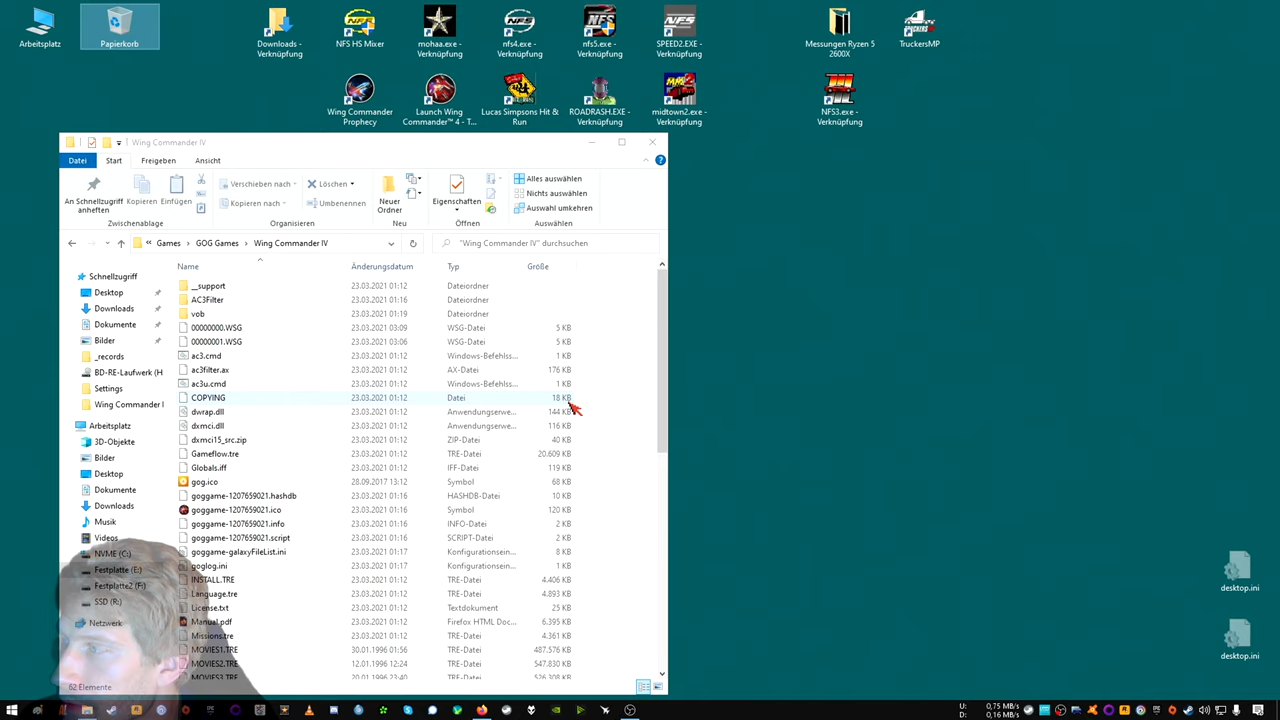 Arbeitsplatz
Papierkorb
Downloads -
Verknüpfung
NFS HS Mixer
mohaa.exe -
Verknüpfung
nfs4.exe -
Verknüpfung
nfs5.exe -
Verknüpfung
SPEED2.EXE -
Verknüpfung
Messungen Ryzen 5
2600X
TruckersMP
Wing Commander
Prophecy
Launch Wing
Commander™ 4 - T...
Lucas Simpsons Hit &
Run
ROADRASH.EXE -
Verknüpfung
midtown2.exe -
Verknüpfung
NFS3.exe -
Verknüpfung
Wing Commander IV
Datei Start Freigeben Ansicht
An Schnellzugriff
anheften
Kopieren
Einfügen
Verschieben nach
Kopieren nach
Löschen
Umbenennen
Neuer
Ordner
Eigenschaften
Alles auswählen
Nichts auswählen
Auswahl umkehren
Zwischenablage Organisieren Neu Öffnen Auswählen
« Games > GOG Games > Wing Commander IV
"Wing Commander IV" durchsuchen
Name Änderungsdatum Typ Größe
Schnellzugriff
Desktop
Downloads
Dokumente
Bilder
_records
BD-RE-Laufwerk (H
Settings
Wing Commander I
Arbeitsplatz
3D-Objekte
Bilder
Desktop
Dokumente
Downloads
Musik
Videos
NVME (C:)
Festplatte (E:)
Festplatte2 (F:)
SSD (R:)
Netzwerk
__support 23.03.2021 01:12 Dateiordner
AC3Filter 23.03.2021 01:16 Dateiordner
vob 23.03.2021 01:19 Dateiordner
00000000.WSG 23.03.2021 03:09 WSG-Datei 5 KB
00000001.WSG 23.03.2021 03:06 WSG-Datei 5 KB
ac3.cmd 23.03.2021 01:12 Windows-Befehlss... 1 KB
ac3filter.ax 23.03.2021 01:12 AX-Datei 176 KB
ac3u.cmd 23.03.2021 01:12 Windows-Befehlss... 1 KB
COPYING 23.03.2021 01:12 Datei 18 KB
dwrap.dll 23.03.2021 01:12 Anwendungserwe... 144 KB
dxmci.dll 23.03.2021 01:12 Anwendungserwe... 116 KB
dxmci15_src.zip 23.03.2021 01:12 ZIP-Datei 40 KB
Gameflow.tre 23.03.2021 01:12 TRE-Datei 20.609 KB
Globals.iff 23.03.2021 01:12 IFF-Datei 119 KB
gog.ico 28.09.2017 13:12 Symbol 68 KB
goggame-1207659021.hashdb 23.03.2021 01:16 HASHDB-Datei 10 KB
goggame-1207659021.ico 23.03.2021 01:16 Symbol 120 KB
goggame-1207659021.info 23.03.2021 01:16 INFO-Datei 2 KB
goggame-1207659021.script 23.03.2021 01:16 SCRIPT-Datei 2 KB
goggame-galaxyFileList.ini 23.03.2021 01:17 Konfigurationsein... 8 KB
goglog.ini 23.03.2021 01:17 Konfigurationsein... 1 KB
INSTALL.TRE 23.03.2021 01:12 TRE-Datei 4.406 KB
Language.tre 23.03.2021 01:12 TRE-Datei 4.893 KB
License.txt 23.03.2021 01:12 Textdokument 25 KB
Manual.pdf 23.03.2021 01:12 Firefox HTML Doc... 6.395 KB
Missions.tre 23.03.2021 01:12 TRE-Datei 4.361 KB
MOVIES1.TRE 30.01.1996 06:56 TRE-Datei 487.576 KB
MOVIES2.TRE 12.01.1996 12:24 TRE-Datei 547.830 KB
MOVIES3.TRE 20.01.1996 23:40 TRE-Datei 526.308 KB
82 Elemente
desktop.ini
desktop.ini
U: 0,75 MB/s
D: 0,16 MB/s